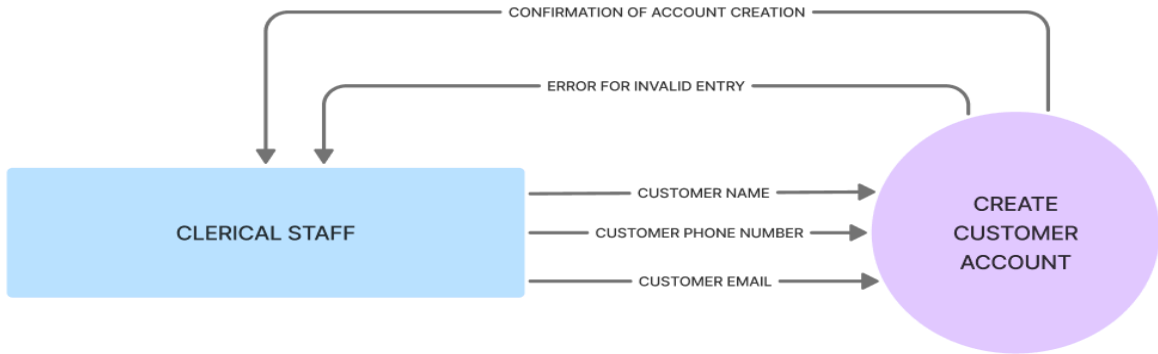 CONFIRMATION OF ACCOUNT CREATION
ERROR FOR INVALID ENTRY
CLERICAL STAFF
CUSTOMER NAME
CUSTOMER PHONE NUMBER
CUSTOMER EMAIL
CREATE
CUSTOMER
ACCOUNT